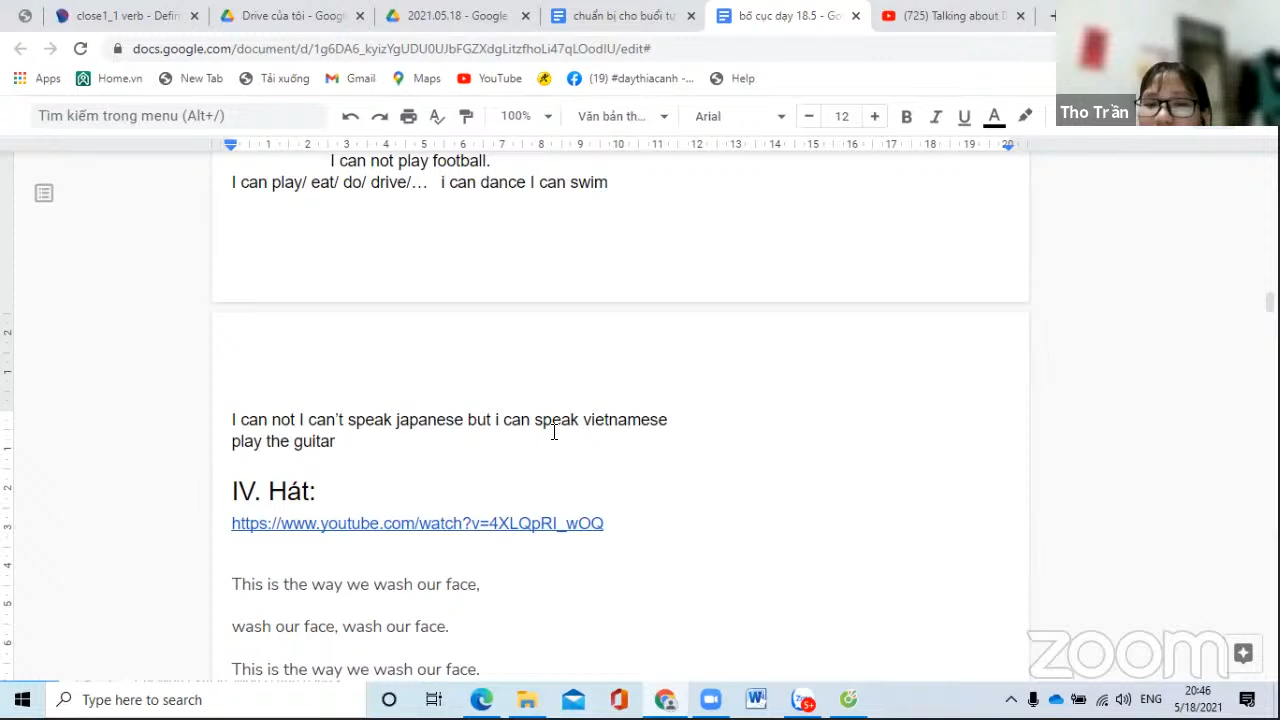 close1_1 verb - Defin
Drive của tôi - Google
2021.05.18 - Google
chuẩn bị cho buổi tư
bố cục dạy 18.5 - Go
(725) Talking about D
docs.google.com/document/d/1g6DA6_kyizYgUDU0UJbFGZXdgLitzfhoLi47qLOodIU/edit#
Apps
Home.vn
New Tab
Tải xuống
Gmail
Maps
YouTube
(19) #daythiacanh -...
Help
Tho Trần
Tìm kiếm trong menu (Alt+/)
100%
Văn bản th...
Arial
12
I can not play football.
I can play/ eat/ do/ drive/… i can dance I can swim
I can not I can’t speak japanese but i can speak vietnamese
play the guitar
IV. Hát:
https://www.youtube.com/watch?v=4XLQpRI_wOQ
This is the way we wash our face,
wash our face, wash our face.
This is the way we wash our face.
zoom
Type here to search
ENG
20:46
5/18/2021